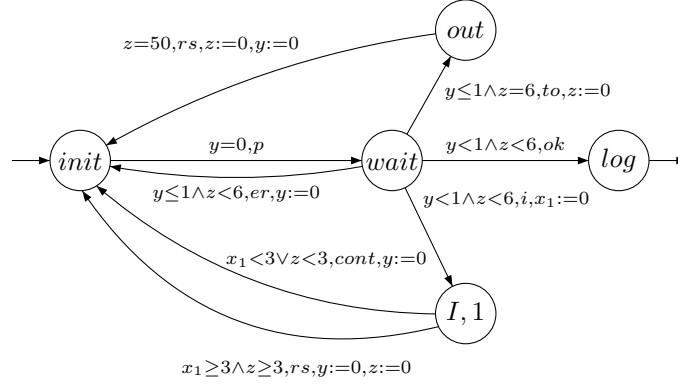 out
z=50,rs,z:=0,y:=0
y≤1∧z=6,to,z:=0
y=0,p
y<1∧z<6,ok
init
wait
log
y≤1∧z<6,er,y:=0
y<1∧z<6,i,x₁:=0
x₁<3∨z<3,cont,y:=0
I,1
x₁≥3∧z≥3,rs,y:=0,z:=0